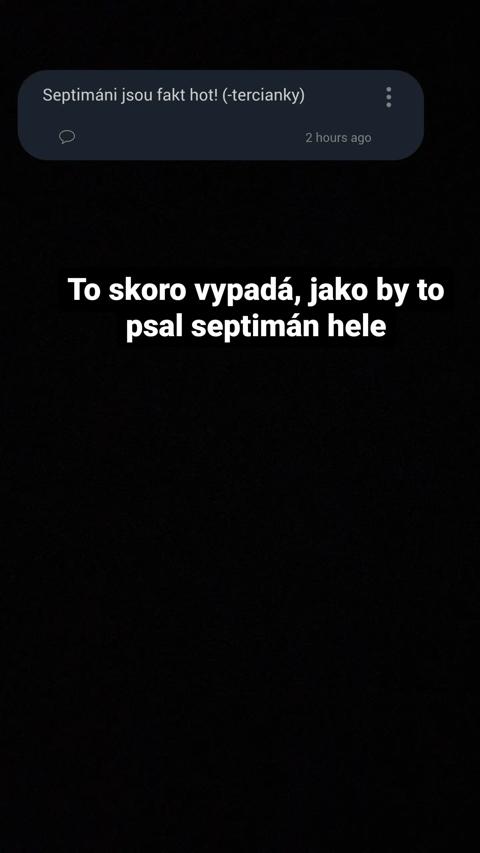 Septimáni jsou fakt hot! (-tercianky)
2 hours ago
To skoro vypadá, jako by to
psal septimán hele